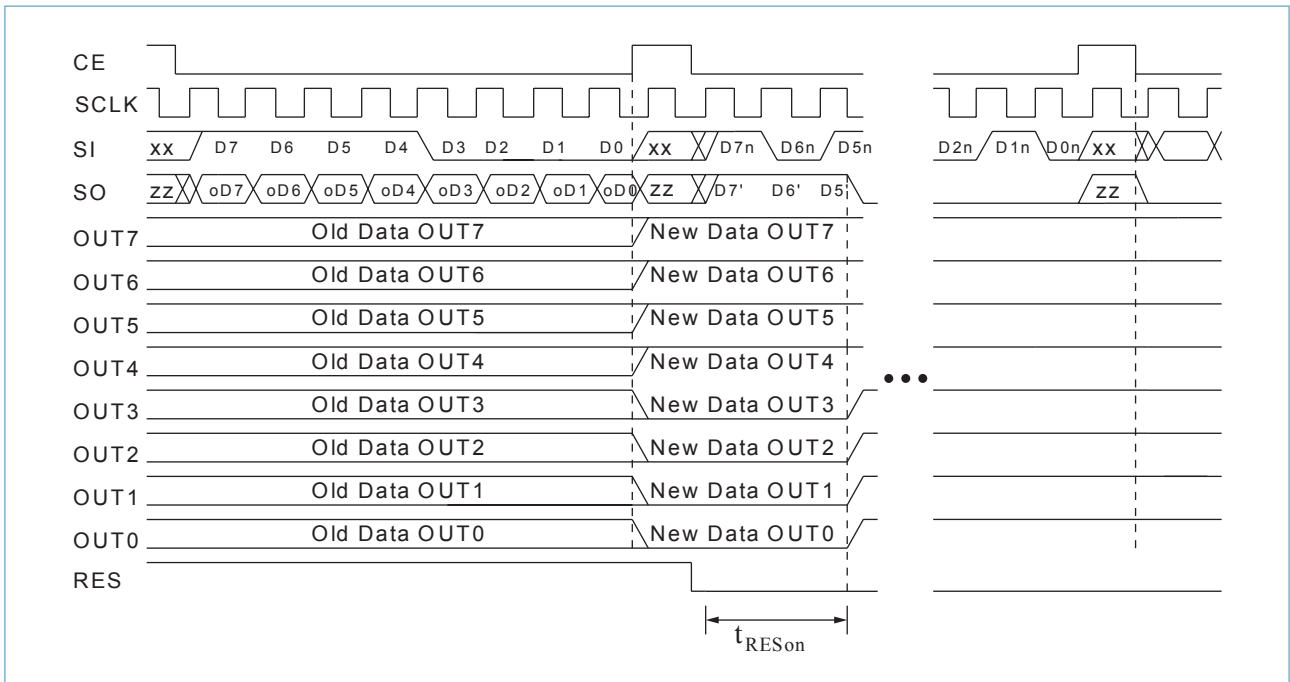 CE
SCLK
SI xx D7 D6 D5 D4 D3 D2 D1 D0 xx D7n D6n D5n D2n D1n D0n xx
SO zz oD7 oD6 oD5 oD4 oD3 oD2 oD1 oD0 zz D7' D6' D5 zz
OUT7 Old Data OUT7 New Data OUT7
OUT6 Old Data OUT6 New Data OUT6
OUT5 Old Data OUT5 New Data OUT5
OUT4 Old Data OUT4 New Data OUT4
OUT3 Old Data OUT3 New Data OUT3
OUT2 Old Data OUT2 New Data OUT2
OUT1 Old Data OUT1 New Data OUT1
OUT0 Old Data OUT0 New Data OUT0
RES
tRESon